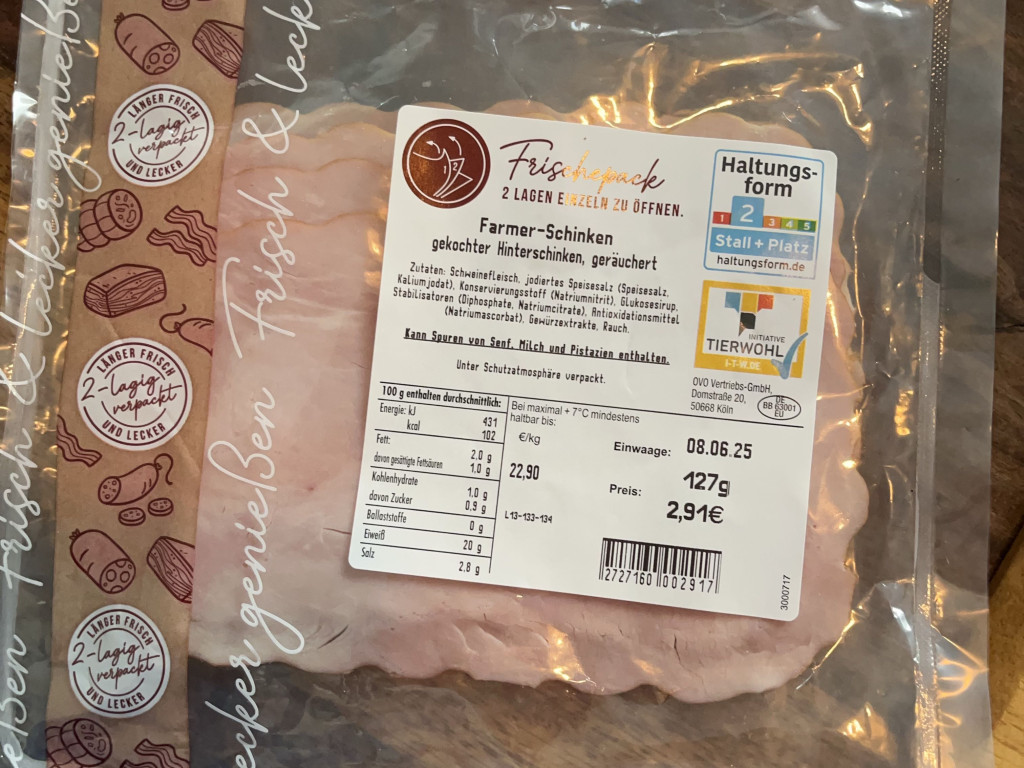 Länger frisch
2-lagig
verpackt
und lecker
Länger frisch
2-lagig
verpackt
und lecker
Länger frisch
2-lagig
verpackt
und lecker
& lecker genießen
Frisch & lecker
lecker genießen Frisch & leck
Frischepack
2 LAGEN EINZELN ZU ÖFFNEN.
Farmer-Schinken
gekochter Hinterschinken, geräuchert
Zutaten: Schweinefleisch, jodiertes Speisesalz (Speisesalz,
Kaliumjodat), Konservierungsstoff (Natriumnitrit), Glukosesirup,
Stabilisatoren (Diphosphate, Natriumcitrate), Antioxidationsmittel
(Natriumascorbat), Gewürzextrakte, Rauch.
Kann Spuren von Senf, Milch und Pistazien enthalten.
Unter Schutzatmosphäre verpackt.
Haltungs-
form
1 2 3 4 5
Stall + Platz
haltungsform.de
INITIATIVE
TIERWOHL
I-T-W.DE
OVO Vertriebs-GmbH,
Domstraße 20,
50668 Köln
DE
BB 63001
EU
100 g enthalten durchschnittlich:
Energie: kJ 431
kcal 102
Fett: 2,0 g
davon gesättigte Fettsäuren 1,0 g
Kohlenhydrate 1,0 g
davon Zucker 0,9 g
Ballaststoffe 0 g
Eiweiß 20 g
Salz 2,8 g
Bei maximal + 7°C mindestens
haltbar bis:
€/kg
22,90
L13-133-134
Einwaage: 08.06.25
127g
Preis: 2,91€
2727160 002917
3000717